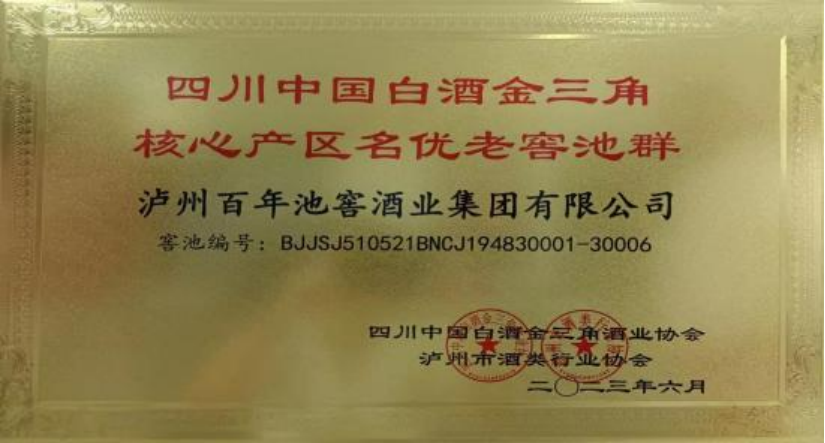 四川中国白酒金三角
核心产区名优老窖池群
泸州百年池窖酒业集团有限公司
窖池编号：BJJSJ510521BNCJ194830001-30006
四川中国白酒金三角酒业协会
泸州市酒类行业协会
二〇二三年六月